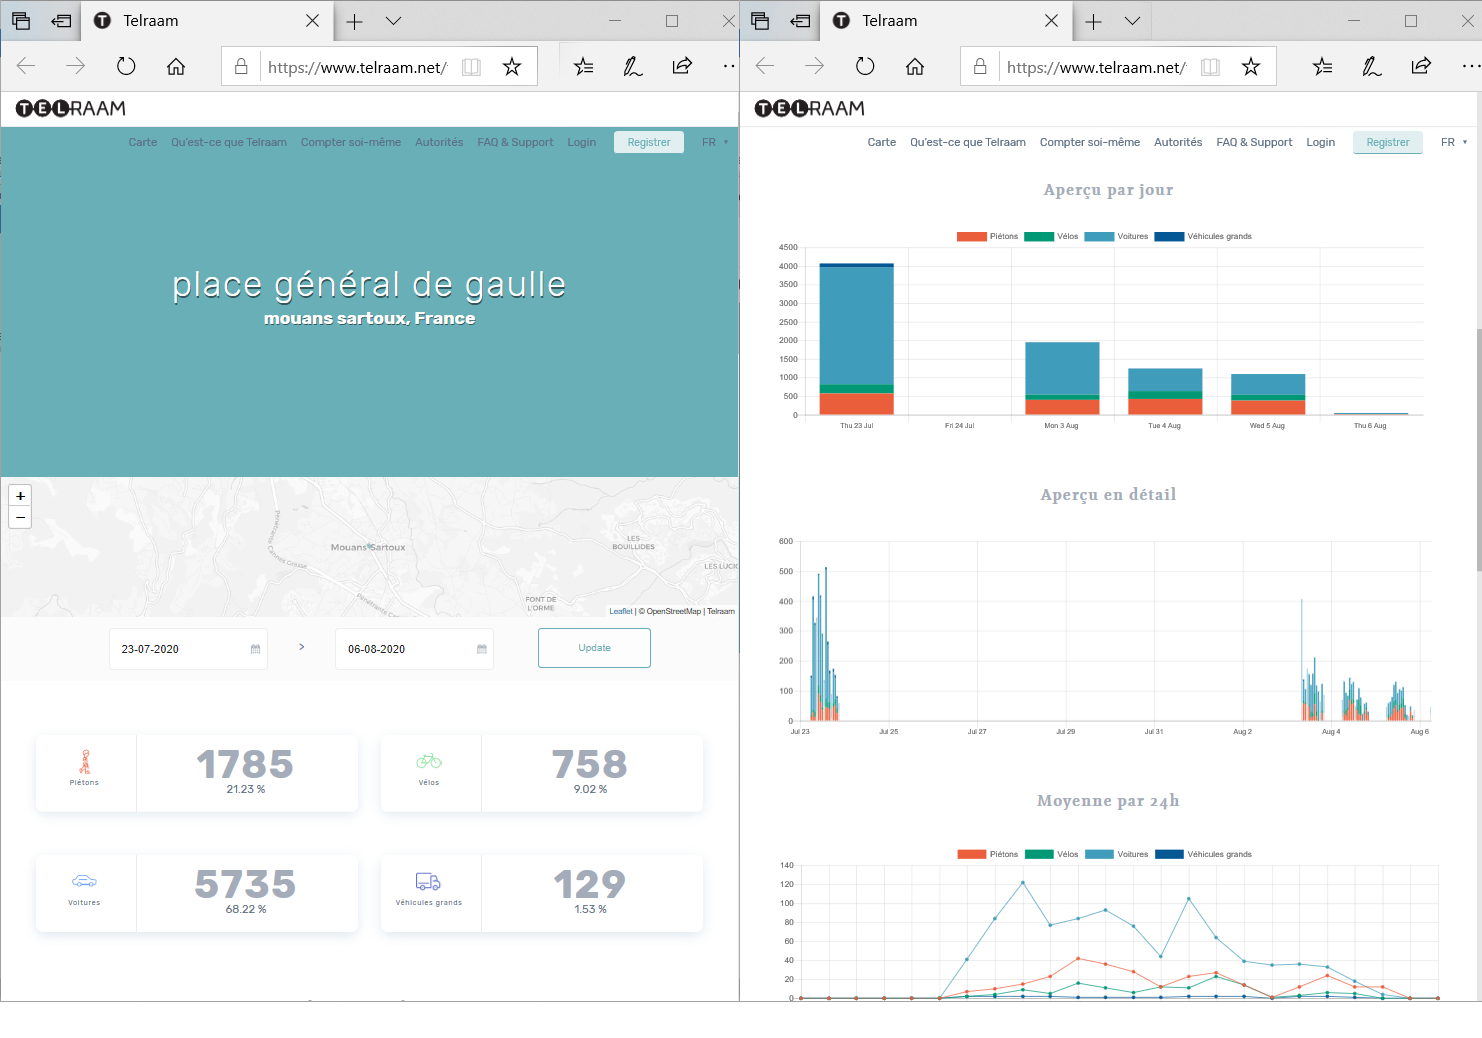 Telraam
https://www.telraam.net/
TELRAAM
Carte Qu'est-ce que Telraam Compter soi-même Autorités FAQ & Support Login Registrer FR
place général de gaulle
mouans sartoux, France
+
−
Pénétrante Cannes Grasse
Mouans-Sartoux
LES
BOUILLIDES
LES LUCI
FONT DE
L'ORME
Leaflet | © OpenStreetMap | Telraam
23-07-2020 > 06-08-2020 Update
Piétons
1785
21.23 %
Vélos
758
9.02 %
Voitures
5735
68.22 %
Véhicules grands
129
1.53 %
Telraam
https://www.telraam.net/
TELRAAM
Carte Qu'est-ce que Telraam Compter soi-même Autorités FAQ & Support Login Registrer FR
Aperçu par jour
Piétons Vélos Voitures Véhicules grands
4500
4000
3500
3000
2500
2000
1500
1000
500
0
Thu 23 Jul Fri 24 Jul Mon 3 Aug Tue 4 Aug Wed 5 Aug Thu 6 Aug
Aperçu en détail
600
500
400
300
200
100
0
Jul 23 Jul 25 Jul 27 Jul 29 Jul 31 Aug 2 Aug 4 Aug 6
Moyenne par 24h
Piétons Vélos Voitures Véhicules grands
140
120
100
80
60
40
20
0